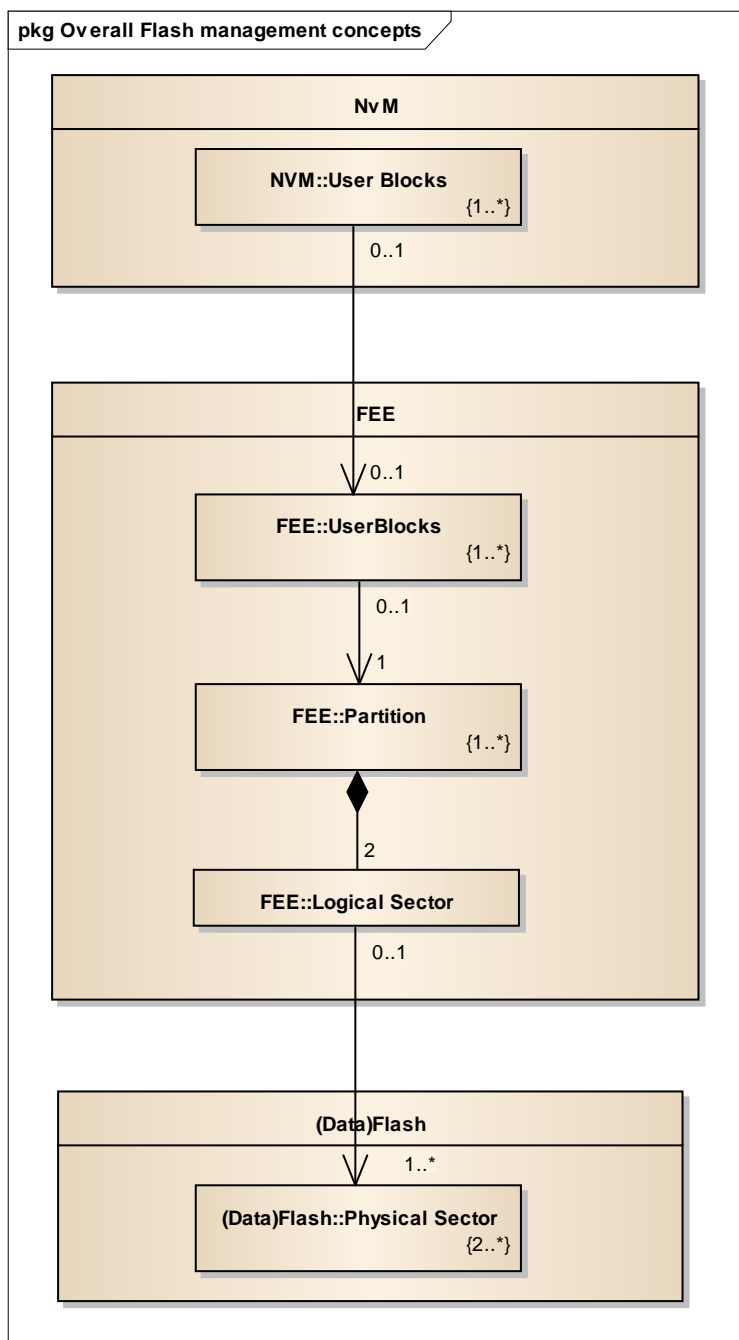 pkg Overall Flash management concepts
NvM
NVM::User Blocks
{1..*}
0..1
FEE
0..1
FEE::UserBlocks
{1..*}
0..1
1
FEE::Partition
{1..*}
2
FEE::Logical Sector
0..1
(Data)Flash
1..*
(Data)Flash::Physical Sector
{2..*}